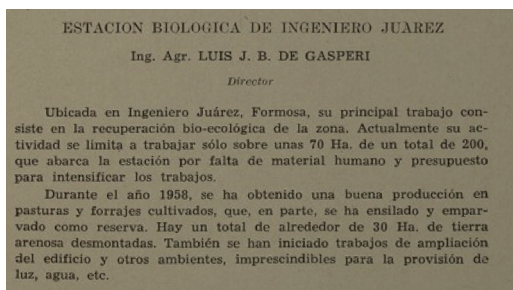 ESTACION BIOLOGICA DE INGENIERO JUAREZ
Ing. Agr. LUIS J. B. DE GASPERI
Director
Ubicada en Ingeniero Juárez, Formosa, su principal trabajo con-
siste en la recuperación bio-ecológica de la zona. Actualmente su ac-
tividad se limita a trabajar sólo sobre unas 70 Ha. de un total de 200,
que abarca la estación por falta de material humano y presupuesto
para intensificar los trabajos.
Durante el año 1958, se ha obtenido una buena producción en
pasturas y forrajes cultivados, que, en parte, se ha ensilado y empar-
vado como reserva. Hay un total de alrededor de 30 Ha. de tierra
arenosa desmontadas. También se han iniciado trabajos de ampliación
del edificio y otros ambientes, imprescindibles para la provisión de
luz, agua, etc.